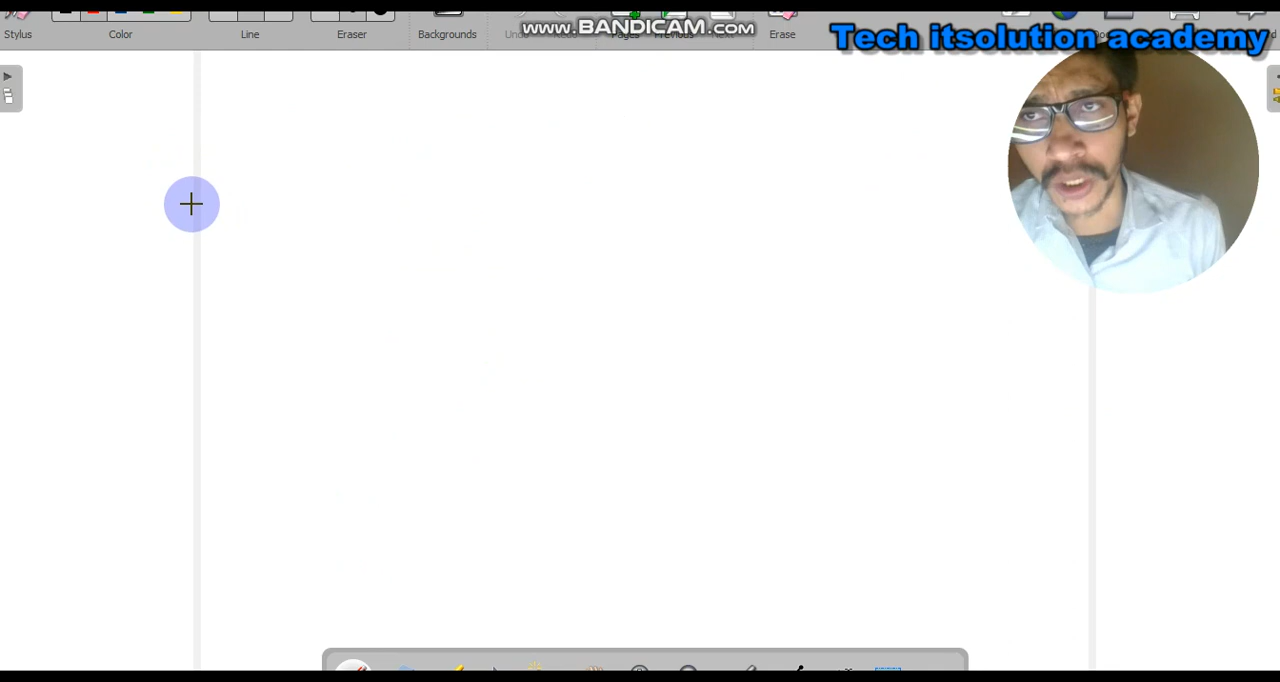 www.BANDICAM.com
Tech itsolution academy
Stylus
Color
Line
Eraser
Backgrounds
Erase